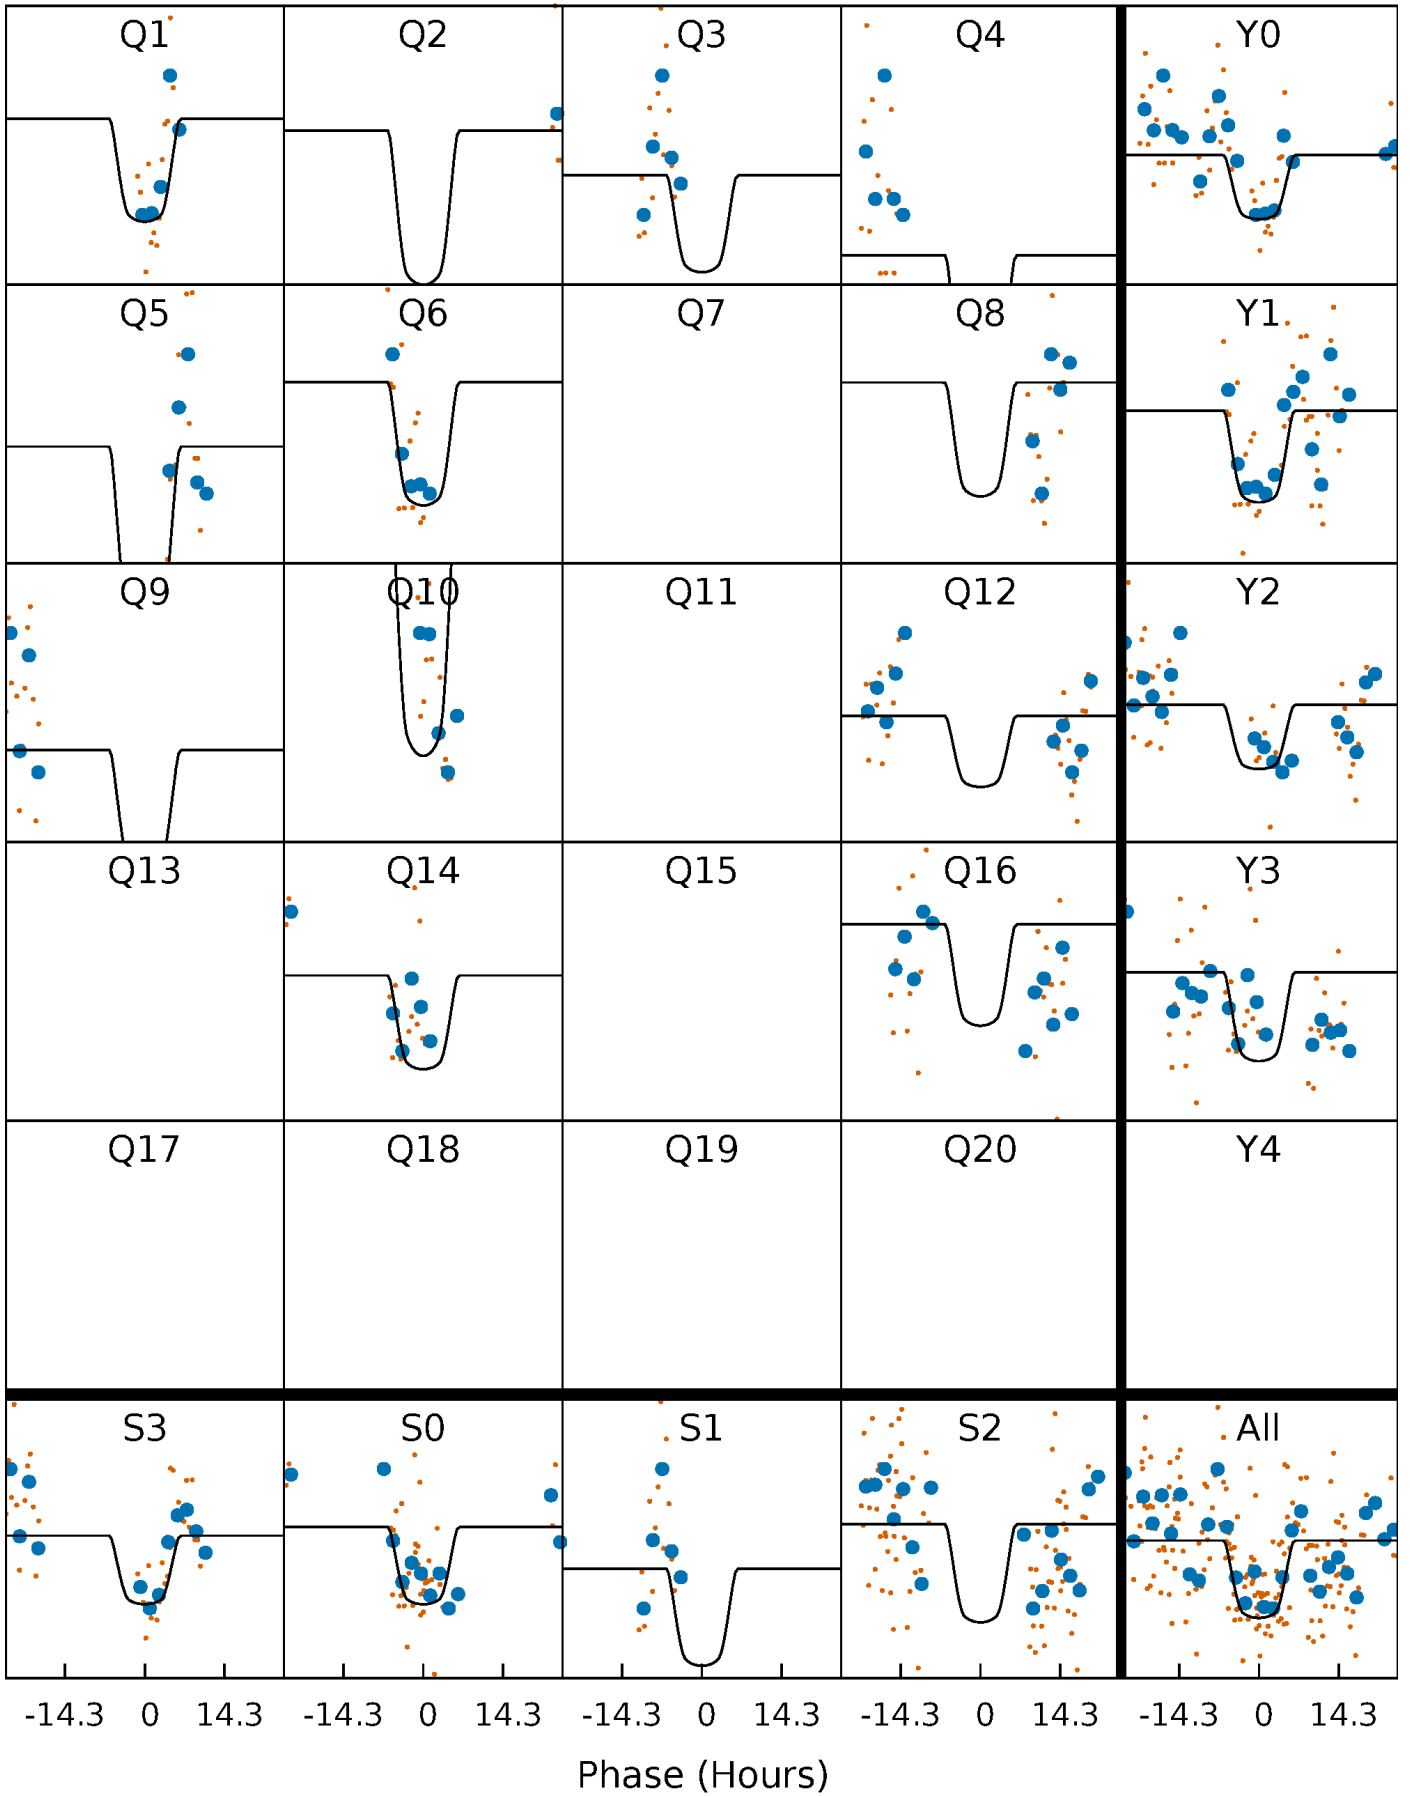 Q1 Q2 Q3 Q4 Y0
Q5 Q6 Q7 Q8 Y1
Q9 Q10 Q11 Q12 Y2
Q13 Q14 Q15 Q16 Y3
Q17 Q18 Q19 Q20 Y4
S3 S0 S1 S2 All
-14.3 0 14.3 -14.3 0 14.3 -14.3 0 14.3 -14.3 0 14.3 -14.3 0 14.3
Phase (Hours)